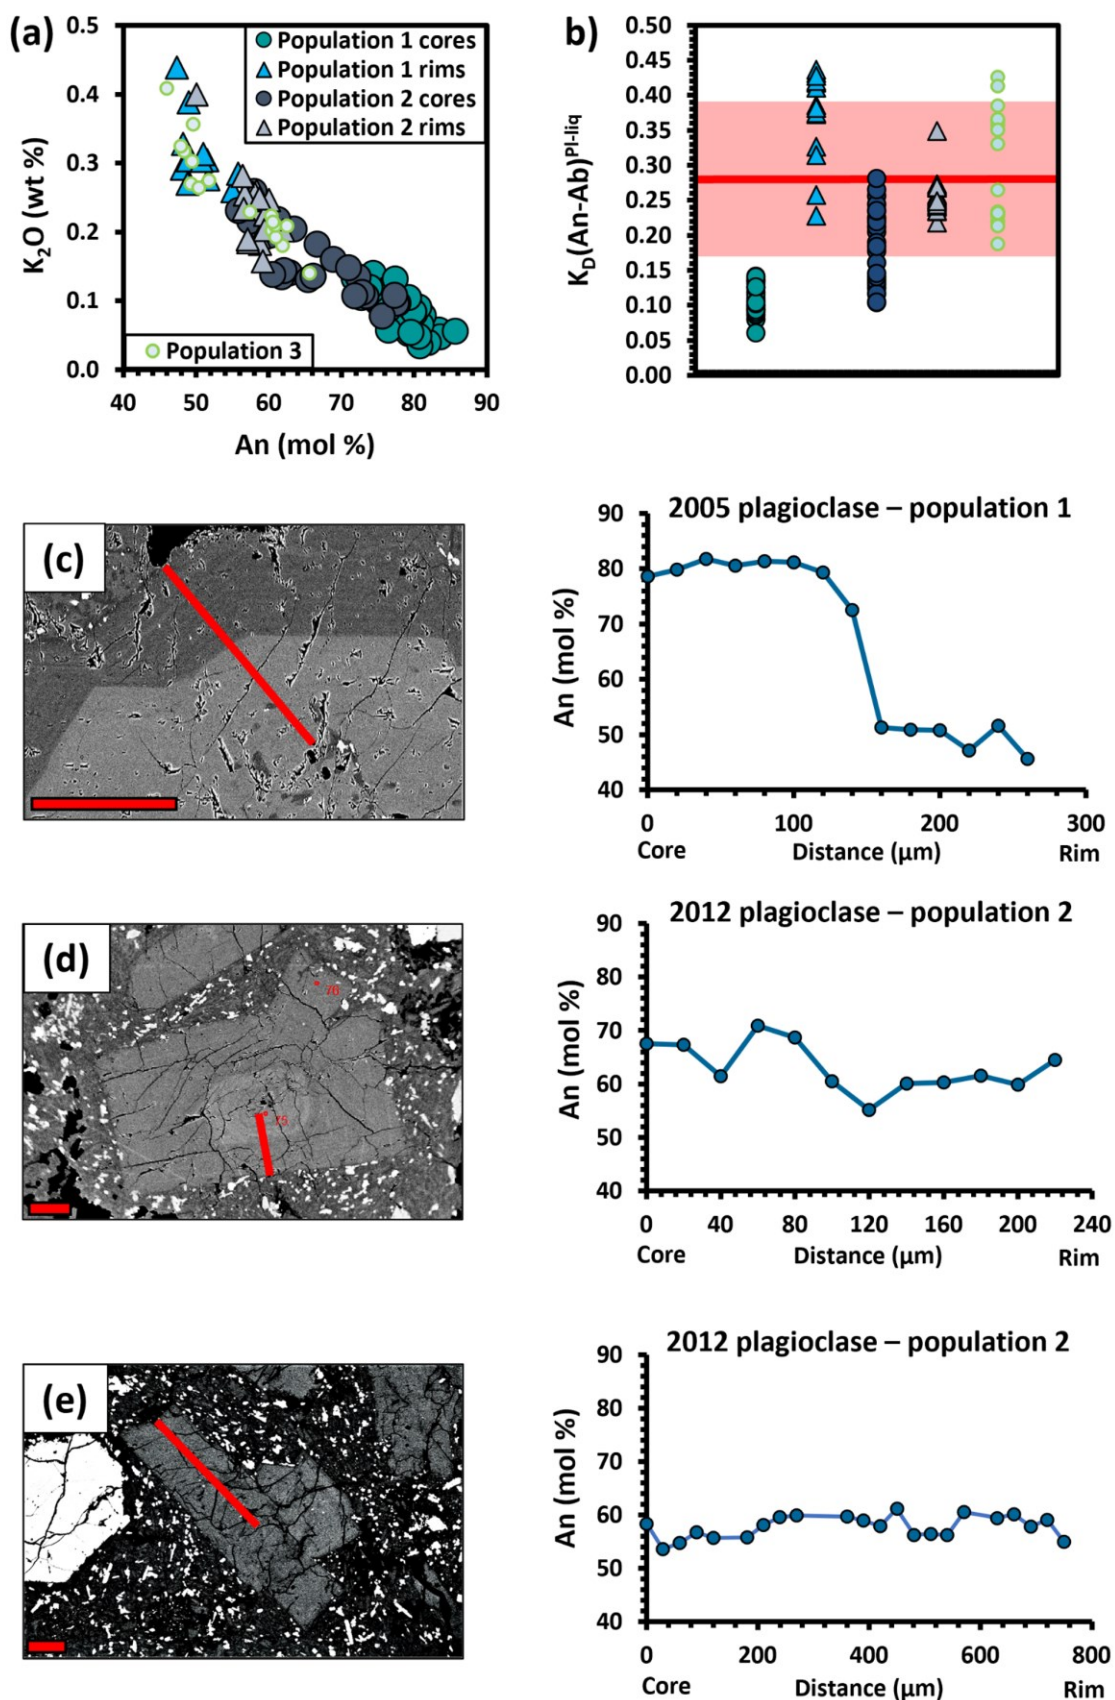 (a)
0.5
0.4
0.3
0.2
0.1
0.0
K2O (wt %)
Population 1 cores
Population 1 rims
Population 2 cores
Population 2 rims
Population 3
40 50 60 70 80 90
An (mol %)
b)
0.50
0.45
0.40
0.35
0.30
0.25
0.20
0.15
0.10
0.05
0.00
KD(An-Ab)Pl-liq
(c)
2005 plagioclase – population 1
90
80
70
60
50
40
An (mol %)
0 100 200 300
Core Distance (µm) Rim
(d)
76
75
2012 plagioclase – population 2
90
80
70
60
50
40
An (mol %)
0 40 80 120 160 200 240
Core Distance (µm) Rim
(e)
2012 plagioclase – population 2
90
80
70
60
50
40
An (mol %)
0 200 400 600 800
Core Distance (µm) Rim